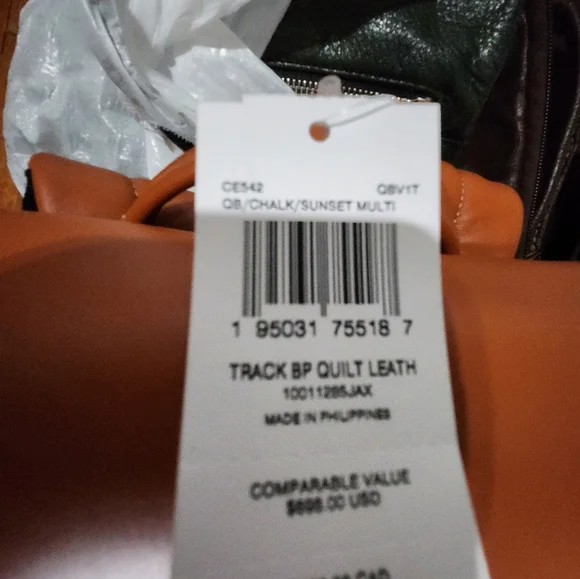 CE542 QBV1T
QB/CHALK/SUNSET MULTI
1 95031 75518 7
TRACK BP QUILT LEATH
10011285JAX
MADE IN PHILIPPINES
COMPARABLE VALUE
$698.00 USD
CAD